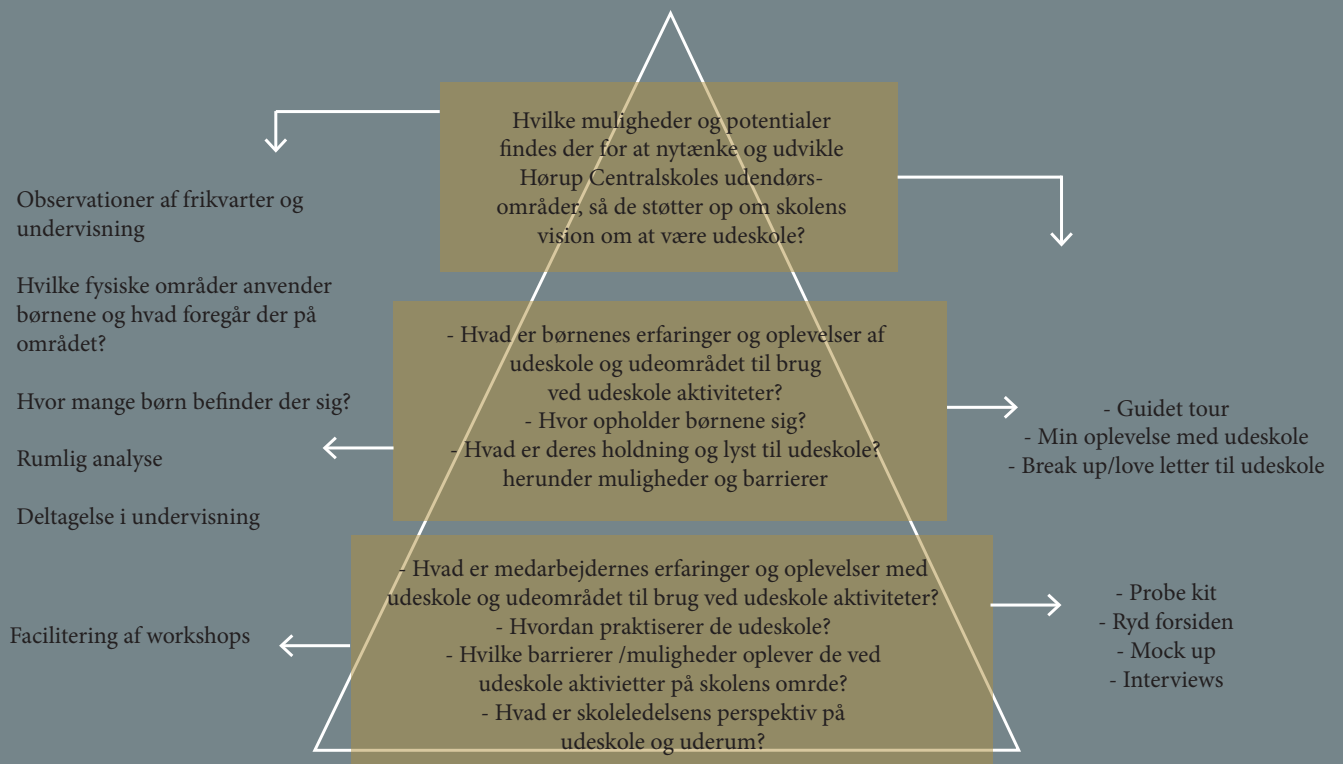 Hvilke muligheder og potentialer
findes der for at nytænke og udvikle
Hørup Centralskoles udendørs-
områder, så de støtter op om skolens
vision om at være udeskole?
Observationer af frikvarter og
undervisning
Hvilke fysiske områder anvender
børnene og hvad foregår der på
området?
Hvor mange børn befinder der sig?
Rumlig analyse
Deltagelse i undervisning
- Hvad er børnenes erfaringer og oplevelser af
udeskole og udeområdet til brug
ved udeskole aktiviteter?
- Hvor opholder børnene sig?
- Hvad er deres holdning og lyst til udeskole?
herunder muligheder og barrierer
- Guidet tour
- Min oplevelse med udeskole
- Break up/love letter til udeskole
Facilitering af workshops
- Hvad er medarbejdernes erfaringer og oplevelser med
udeskole og udeområdet til brug ved udeskole aktiviteter?
- Hvordan praktiserer de udeskole?
- Hvilke barrierer /muligheder oplever de ved
udeskole aktivietter på skolens omrde?
- Hvad er skoleledelsens perspektiv på
udeskole og uderum?
- Probe kit
- Ryd forsiden
- Mock up
- Interviews